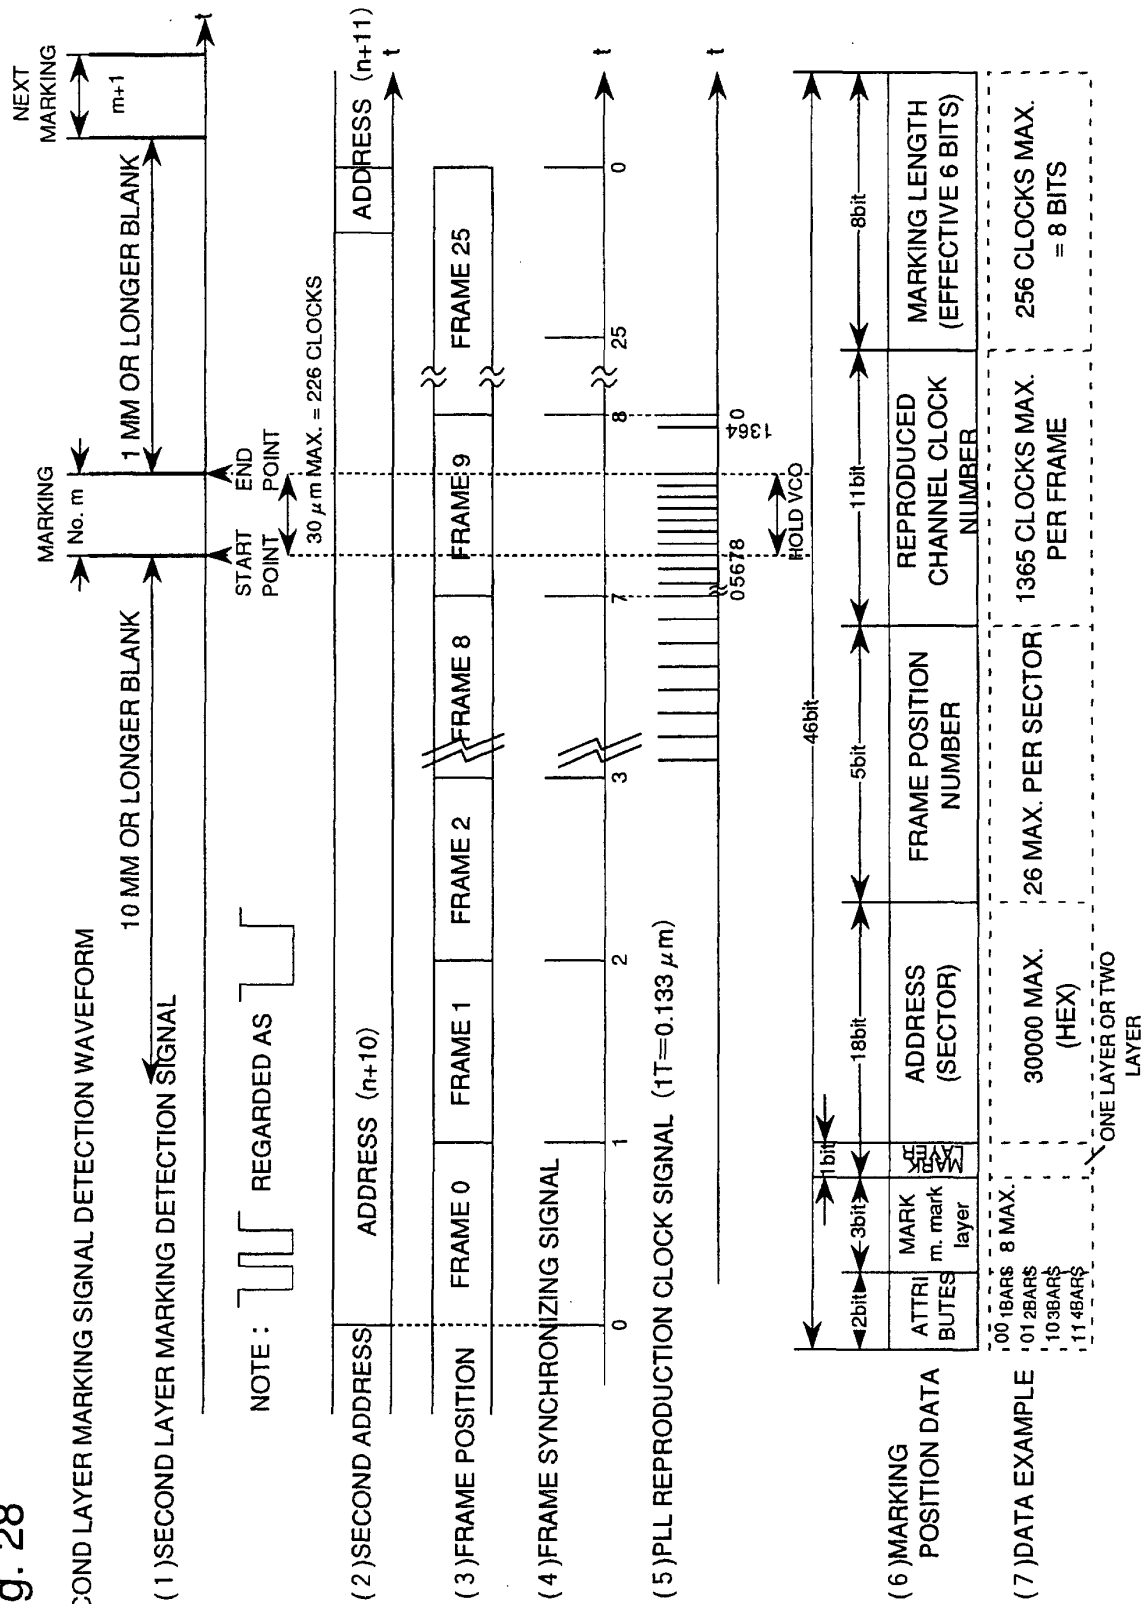 g. 28
COND LAYER MARKING SIGNAL DETECTION WAVEFORM
NEXT
MARKING
m+1
MARKING
No. m
10 MM OR LONGER BLANK
1 MM OR LONGER BLANK
t
(1)SECOND LAYER MARKING DETECTION SIGNAL
START
POINT
END
POINT
30 μm MAX. = 226 CLOCKS
NOTE : REGARDED AS
(2)SECOND ADDRESS
ADDRESS (n+10)
ADDRESS (n+11)
t
(3)FRAME POSITION
FRAME 0
FRAME 1
FRAME 2
FRAME 8
FRAME 9
FRAME 25
(4)FRAME SYNCHRONIZING SIGNAL
t
0 1 2 3 7 8 25 0
(5)PLL REPRODUCTION CLOCK SIGNAL (1T=0.133 μm)
t
05678
1364
0
HOLD VCO
46bit
2bit
3bit
1bit
18bit
5bit
11bit
8bit
(6)MARKING
POSITION DATA
ATTRI
BUTES
MARK
m. mark
layer
MARK
LAYER
ADDRESS
(SECTOR)
FRAME POSITION
NUMBER
REPRODUCED
CHANNEL CLOCK
NUMBER
MARKING LENGTH
(EFFECTIVE 6 BITS)
(7)DATA EXAMPLE
00 1BARS
01 2BARS
10 3BARS
11 4BARS
8 MAX.
30000 MAX.
(HEX)
26 MAX. PER SECTOR
1365 CLOCKS MAX.
PER FRAME
256 CLOCKS MAX.
= 8 BITS
ONE LAYER OR TWO
LAYER